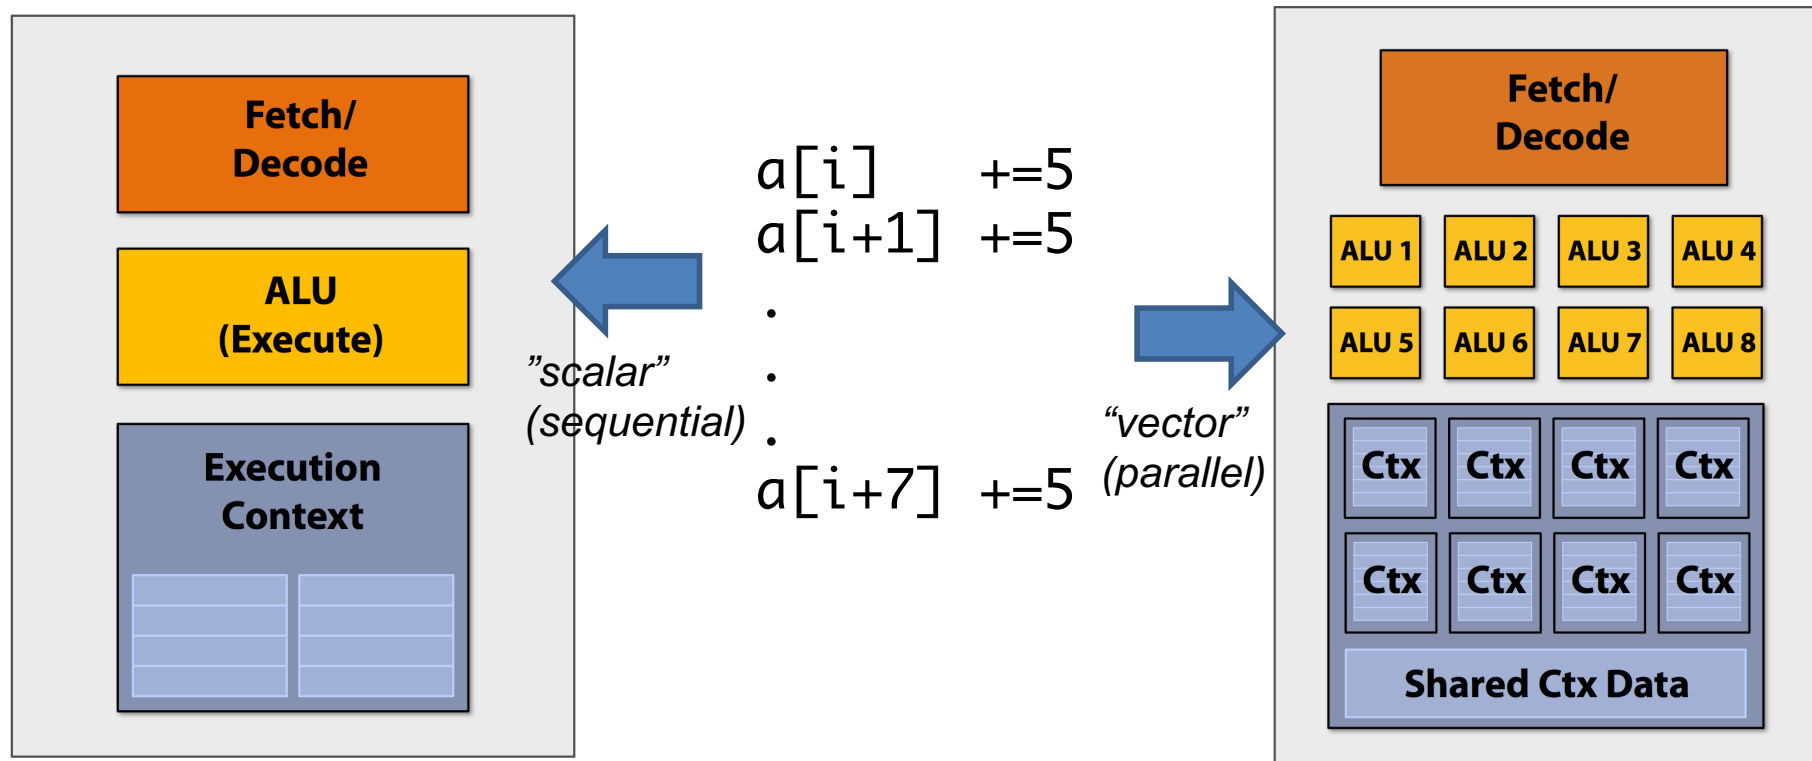 Fetch/
Decode
ALU
(Execute)
Execution
Context
”scalar”
(sequential)
a[i] +=5
a[i+1] +=5
.
.
.
a[i+7] +=5
“vector”
(parallel)
Fetch/
Decode
ALU 1 ALU 2 ALU 3 ALU 4
ALU 5 ALU 6 ALU 7 ALU 8
Ctx Ctx Ctx Ctx
Ctx Ctx Ctx Ctx
Shared Ctx Data